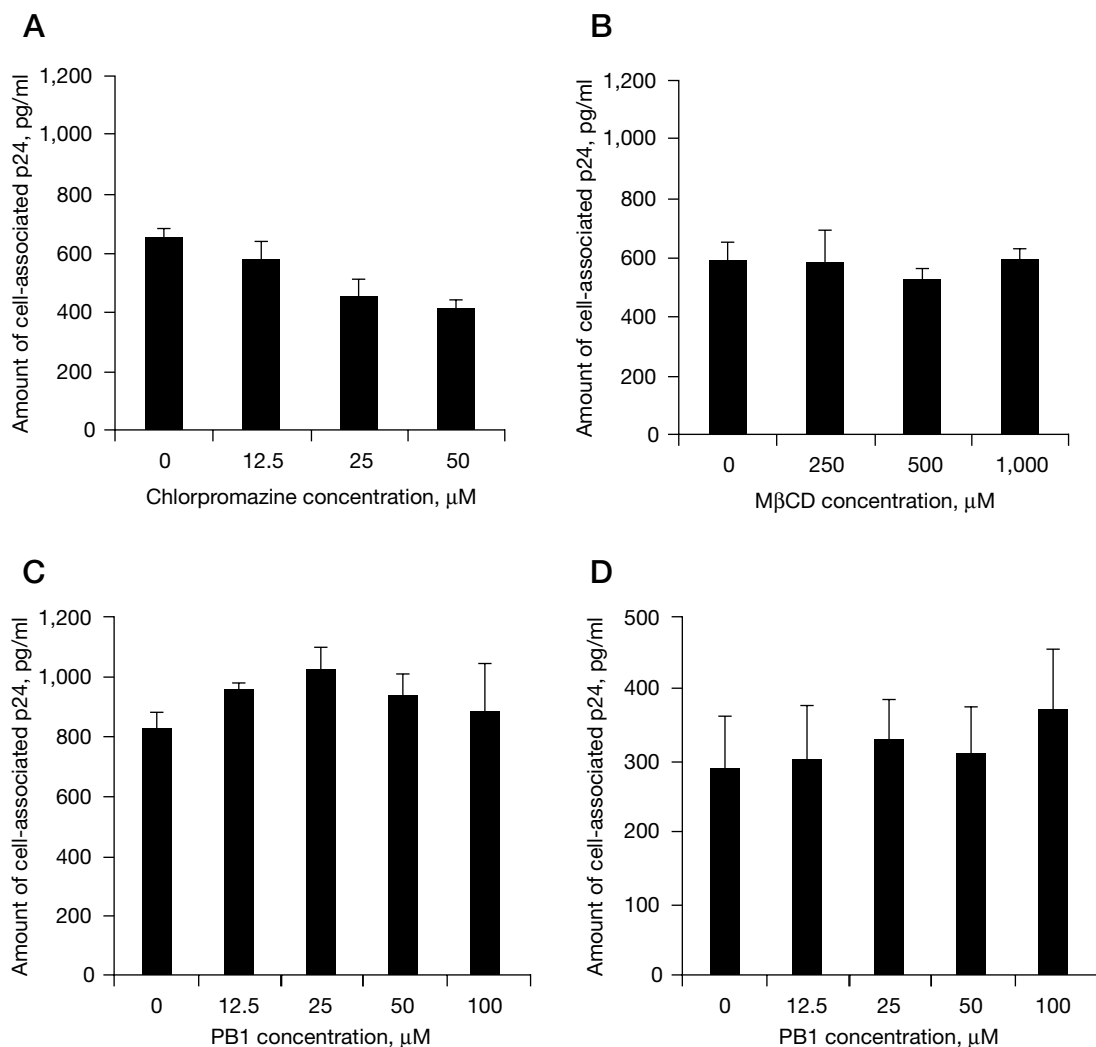 A
Amount of cell-associated p24, pg/ml
1,200
1,000
800
600
400
200
0
0 12.5 25 50
Chlorpromazine concentration, μM
B
Amount of cell-associated p24, pg/ml
1,200
1,000
800
600
400
200
0
0 250 500 1,000
MβCD concentration, μM
C
Amount of cell-associated p24, pg/ml
1,200
1,000
800
600
400
200
0
0 12.5 25 50 100
PB1 concentration, μM
D
Amount of cell-associated p24, pg/ml
500
400
300
200
100
0
0 12.5 25 50 100
PB1 concentration, μM